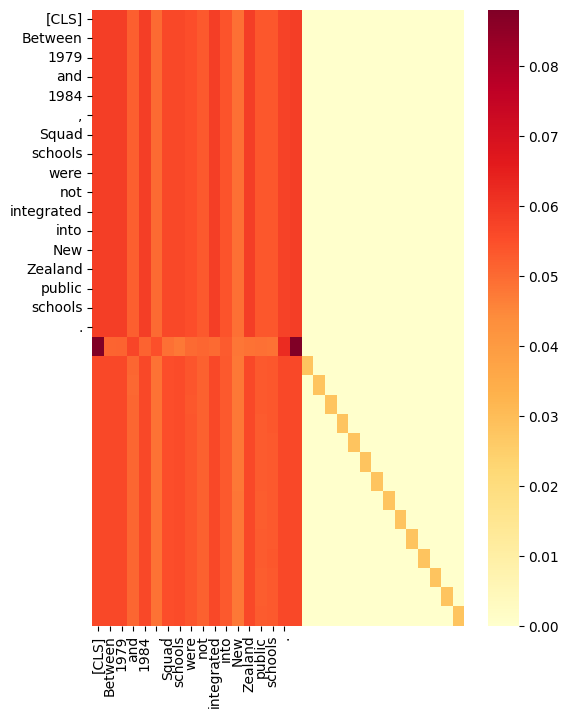 [CLS]
Between
1979
and
1984
,
Squad
schools
were
not
integrated
into
New
Zealand
public
schools
.
0.08
0.07
0.06
0.05
0.04
0.03
0.02
0.01
0.00
[CLS]
Between
1979
and
1984
,
Squad
schools
were
not
integrated
into
New
Zealand
public
schools
.